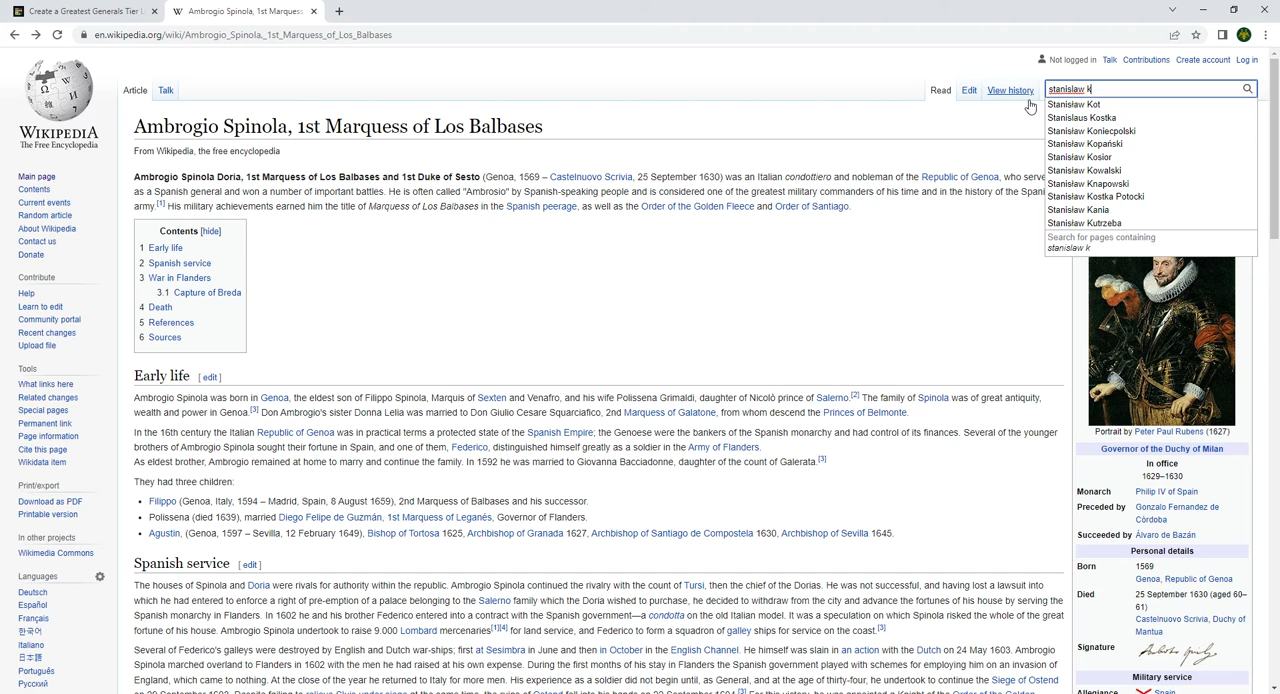 Create a Greatest Generals Tier
Ambrogio Spinola, 1st Marquess
en.wikipedia.org/wiki/Ambrogio_Spinola,_1st_Marquess_of_Los_Balbases
Not logged in Talk Contributions Create account Log in
Article Talk Read Edit View history stanislaw k
WIKIPEDIA
The Free Encyclopedia
Main page
Contents
Current events
Random article
About Wikipedia
Contact us
Donate
Contribute
Help
Learn to edit
Community portal
Recent changes
Upload file
Tools
What links here
Related changes
Special pages
Permanent link
Page information
Cite this page
Wikidata item
Print/export
Download as PDF
Printable version
In other projects
Wikimedia Commons
Languages
Deutsch
Español
Français
한국어
Italiano
日本語
Português
Русский
Ambrogio Spinola, 1st Marquess of Los Balbases
From Wikipedia, the free encyclopedia
Ambrogio Spinola Doria, 1st Marquess of Los Balbases and 1st Duke of Sesto (Genoa, 1569 – Castelnuovo Scrivia, 25 September 1630) was an Italian condottiero and nobleman of the Republic of Genoa, who serve
as a Spanish general and won a number of important battles. He is often called "Ambrosio" by Spanish-speaking people and is considered one of the greatest military commanders of his time and in the history of the Spani
army.[1] His military achievements earned him the title of Marquess of Los Balbases in the Spanish peerage, as well as the Order of the Golden Fleece and Order of Santiago.
Contents [hide]
1 Early life
2 Spanish service
3 War in Flanders
3.1 Capture of Breda
4 Death
5 References
6 Sources
Early life [ edit ]
Ambrogio Spinola was born in Genoa, the eldest son of Filippo Spinola, Marquis of Sexten and Venafro, and his wife Polissena Grimaldi, daughter of Nicolò prince of Salerno.[2] The family of Spinola was of great antiquity,
wealth and power in Genoa.[3] Don Ambrogio's sister Donna Lelia was married to Don Giulio Cesare Squarciafico, 2nd Marquess of Galatone, from whom descend the Princes of Belmonte.
In the 16th century the Italian Republic of Genoa was in practical terms a protected state of the Spanish Empire; the Genoese were the bankers of the Spanish monarchy and had control of its finances. Several of the younger
brothers of Ambrogio Spinola sought their fortune in Spain, and one of them, Federico, distinguished himself greatly as a soldier in the Army of Flanders.
As eldest brother, Ambrogio remained at home to marry and continue the family. In 1592 he was married to Giovanna Bacciadonne, daughter of the count of Galerata.[3]
They had three children:
• Filippo (Genoa, Italy, 1594 – Madrid, Spain, 8 August 1659), 2nd Marquess of Balbases and his successor.
• Polissena (died 1639), married Diego Felipe de Guzmán, 1st Marquess of Leganés, Governor of Flanders.
• Agustin, (Genoa, 1597 – Sevilla, 12 February 1649), Bishop of Tortosa 1625, Archbishop of Granada 1627, Archbishop of Santiago de Compostela 1630, Archbishop of Sevilla 1645.
Spanish service [ edit ]
The houses of Spinola and Doria were rivals for authority within the republic. Ambrogio Spinola continued the rivalry with the count of Tursi, then the chief of the Dorias. He was not successful, and having lost a lawsuit into
which he had entered to enforce a right of pre-emption of a palace belonging to the Salerno family which the Doria wished to purchase, he decided to withdraw from the city and advance the fortunes of his house by serving the
Spanish monarchy in Flanders. In 1602 he and his brother Federico entered into a contract with the Spanish government—a condotta on the old Italian model. It was a speculation on which Spinola risked the whole of the great
fortune of his house. Ambrogio Spinola undertook to raise 9.000 Lombard mercenaries[1][4] for land service, and Federico to form a squadron of galley ships for service on the coast.[3]
Several of Federico's galleys were destroyed by English and Dutch war-ships; first at Sesimbra in June and then in October in the English Channel. He himself was slain in an action with the Dutch on 24 May 1603. Ambrogio
Spinola marched overland to Flanders in 1602 with the men he had raised at his own expense. During the first months of his stay in Flanders the Spanish government played with schemes for employing him on an invasion of
England, which came to nothing. At the close of the year he returned to Italy for more men. His experience as a soldier did not begin until, as General, and at the age of thirty-four, he undertook to continue the Siege of Ostend
Stanisław Kot
Stanislaus Kostka
Stanisław Koniecpolski
Stanisław Kopański
Stanisław Kosior
Stanisław Kowalski
Stanisław Knapowski
Stanisław Kostka Potocki
Stanisław Kania
Stanisław Kutrzeba
Search for pages containing
stanislaw k
Portrait by Peter Paul Rubens (1627)
Governor of the Duchy of Milan
In office
1629–1630
Monarch Philip IV of Spain
Preceded by Gonzalo Fernandez de
Córdoba
Succeeded by Álvaro de Bazán
Personal details
Born 1569
Genoa, Republic of Genoa
Died 25 September 1630 (aged 60–
61)
Castelnuovo Scrivia, Duchy of
Mantua
Signature
Military service
Allegiance Spain